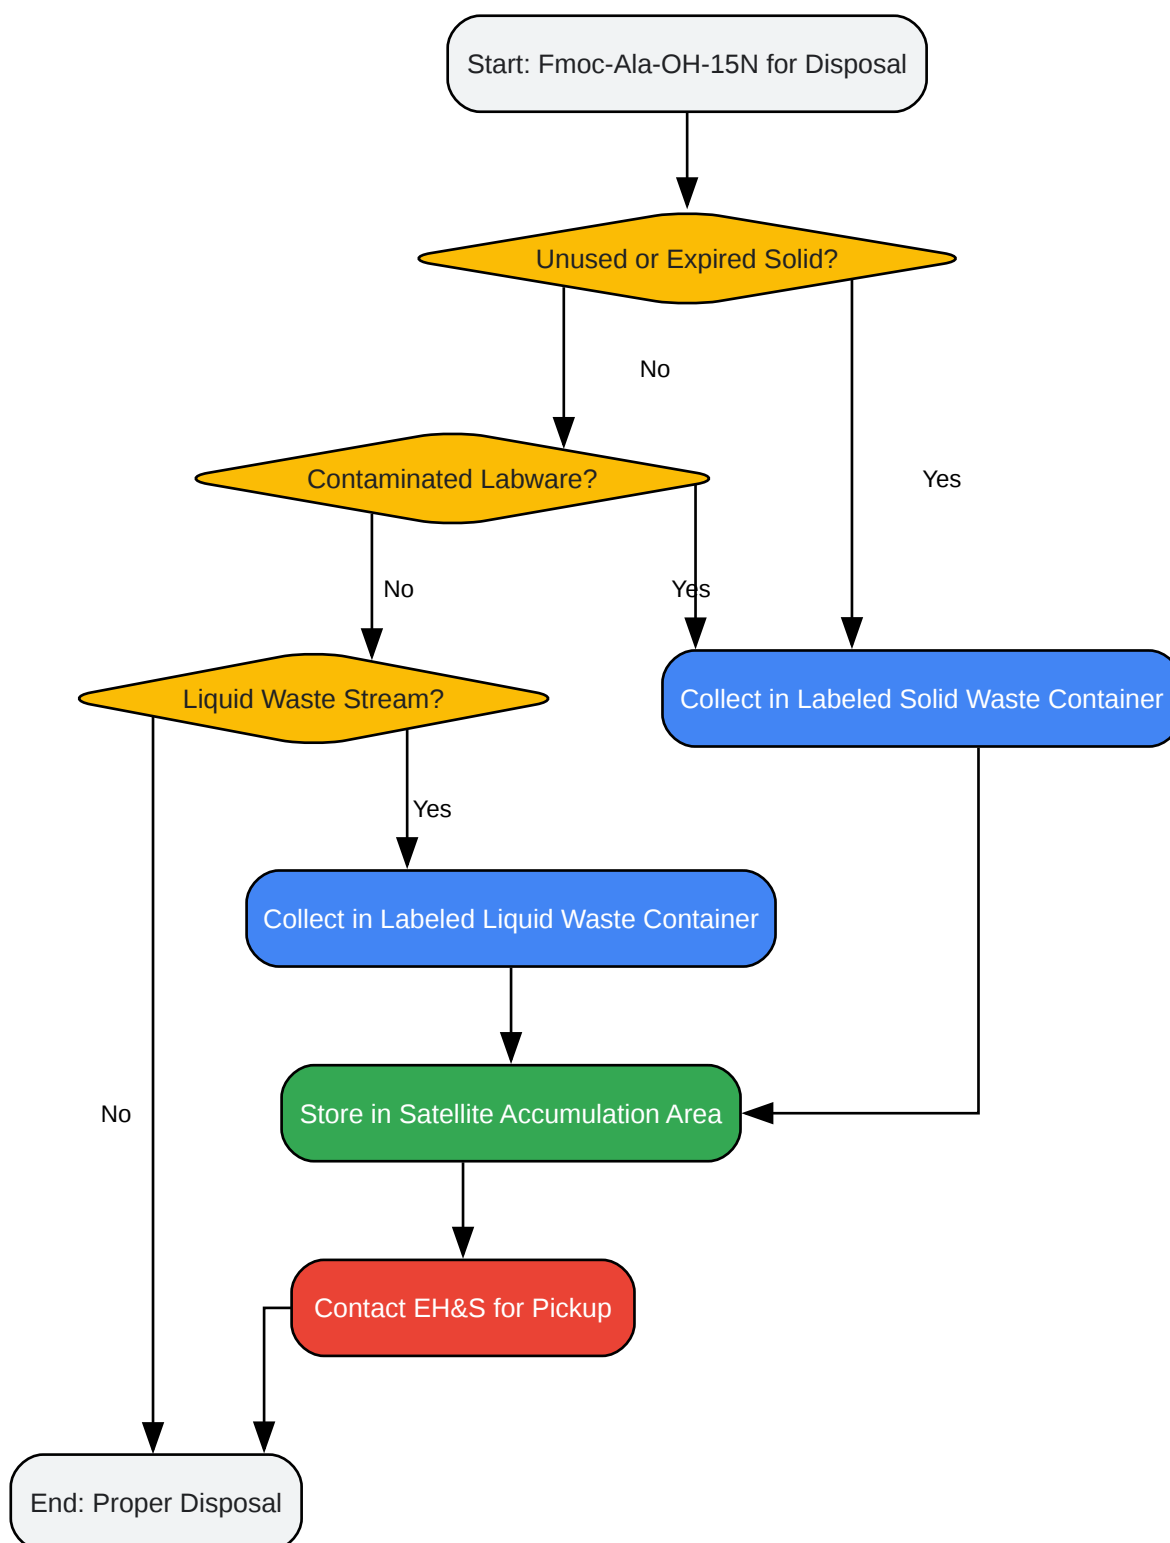 Start: Fmoc-Ala-OH-15N for Disposal
Unused or Expired Solid?
No
Contaminated Labware?
Yes
No
Yes
Liquid Waste Stream?
Collect in Labeled Solid Waste Container
Yes
Collect in Labeled Liquid Waste Container
No
Store in Satellite Accumulation Area
Contact EH&S for Pickup
End: Proper Disposal